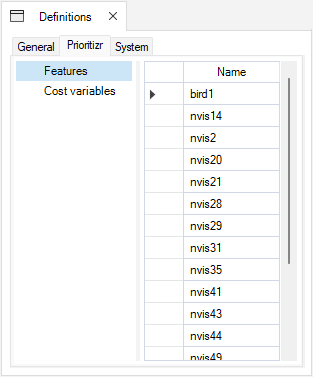 Definitions
General Prioritizr System
Features
Cost variables
Name
bird1
nvis14
nvis2
nvis20
nvis21
nvis28
nvis29
nvis31
nvis35
nvis41
nvis43
nvis44
nvis49